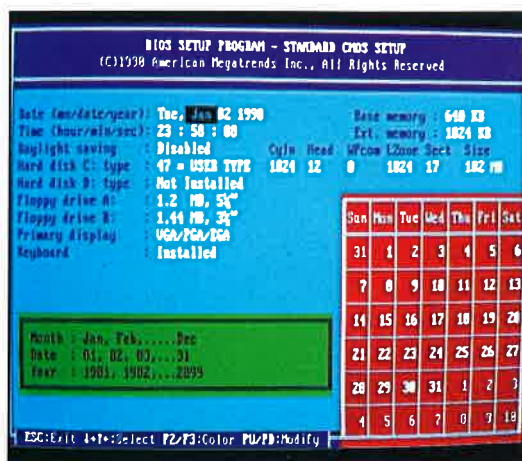 BIOS SETUP PROGRAM - STANDARD CMOS SETUP
(C)1990 American Megatrends Inc., All Rights Reserved
Date (mn/date/year): Tue, Jan 02 1990 Base memory : 640 KB
Time (hour/min/sec): 23 : 58 : 00 Ext. memory : 1024 KB
Daylight saving : Disabled Cyln Head WPcom LZone Sect Size
Hard disk C: type : 47 = USER TYPE 1024 12 0 1024 17 102 MB
Hard disk D: type : Not Installed
Floppy drive A: : 1.2 MB, 5¼"
Floppy drive B: : 1.44 MB, 3½"
Primary display : VGA/PGA/EGA
Keyboard : Installed
Sun Mon Tue Wed Thu Fri Sat
31 1 2 3 4 5 6
7 8 9 10 11 12 13
14 15 16 17 18 19 20
21 22 23 24 25 26 27
28 29 30 31 1 2 3
4 5 6 7 8 9 10
Month : Jan, Feb,......Dec
Date : 01, 02, 03,...31
Year : 1901, 1902,...2099
ESC:Exit ↓→↑←:Select F2/F3:Color PU/PD:Modify